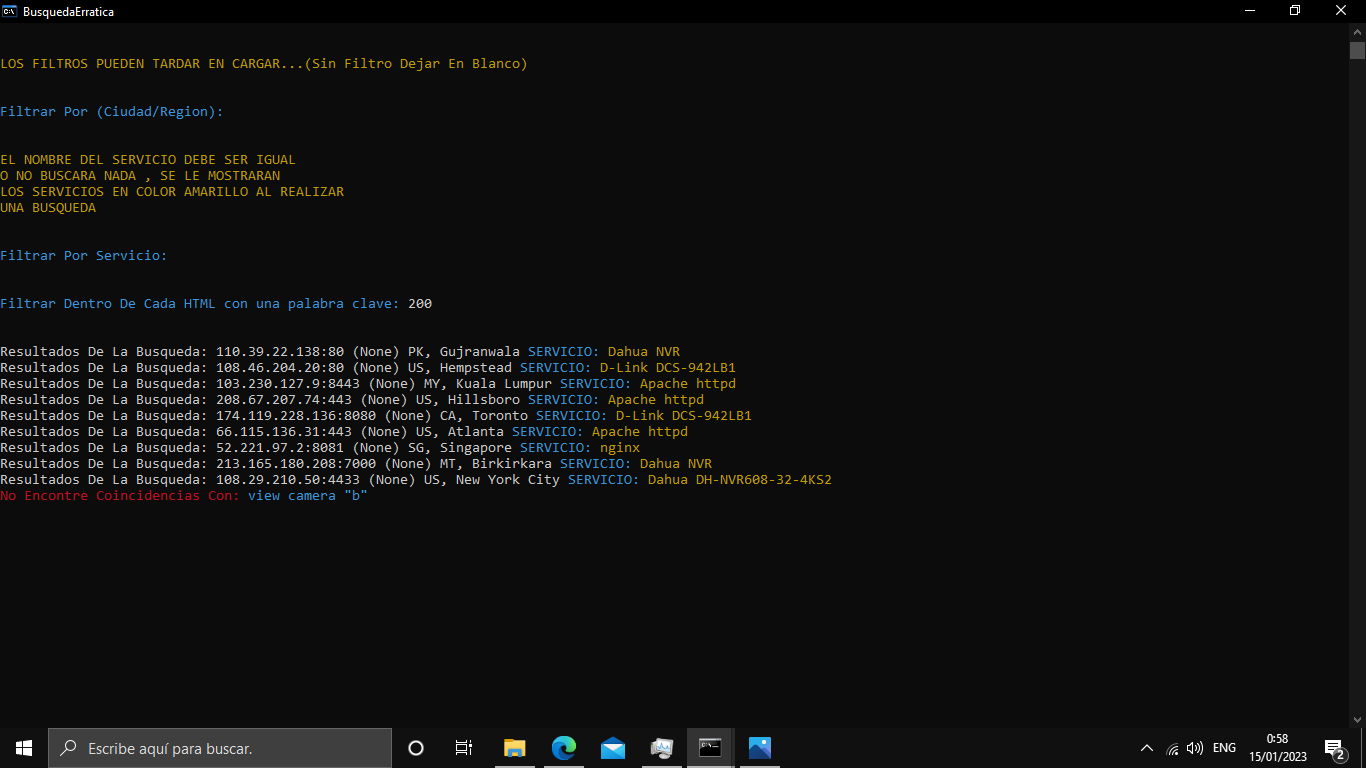 BusquedaErratica
LOS FILTROS PUEDEN TARDAR EN CARGAR...(Sin Filtro Dejar En Blanco)
Filtrar Por (Ciudad/Region):
EL NOMBRE DEL SERVICIO DEBE SER IGUAL
O NO BUSCARA NADA , SE LE MOSTRARAN
LOS SERVICIOS EN COLOR AMARILLO AL REALIZAR
UNA BUSQUEDA
Filtrar Por Servicio:
Filtrar Dentro De Cada HTML con una palabra clave: 200
Resultados De La Busqueda: 110.39.22.138:80 (None) PK, Gujranwala SERVICIO: Dahua NVR
Resultados De La Busqueda: 108.46.204.20:80 (None) US, Hempstead SERVICIO: D-Link DCS-942LB1
Resultados De La Busqueda: 103.230.127.9:8443 (None) MY, Kuala Lumpur SERVICIO: Apache httpd
Resultados De La Busqueda: 208.67.207.74:443 (None) US, Hillsboro SERVICIO: Apache httpd
Resultados De La Busqueda: 174.119.228.136:8080 (None) CA, Toronto SERVICIO: D-Link DCS-942LB1
Resultados De La Busqueda: 66.115.136.31:443 (None) US, Atlanta SERVICIO: Apache httpd
Resultados De La Busqueda: 52.221.97.2:8081 (None) SG, Singapore SERVICIO: nginx
Resultados De La Busqueda: 213.165.180.208:7000 (None) MT, Birkirkara SERVICIO: Dahua NVR
Resultados De La Busqueda: 108.29.210.50:4433 (None) US, New York City SERVICIO: Dahua DH-NVR608-32-4KS2
No Encontre Coincidencias Con: view camera "b"
Escribe aquí para buscar.
ENG
0:58
15/01/2023
2